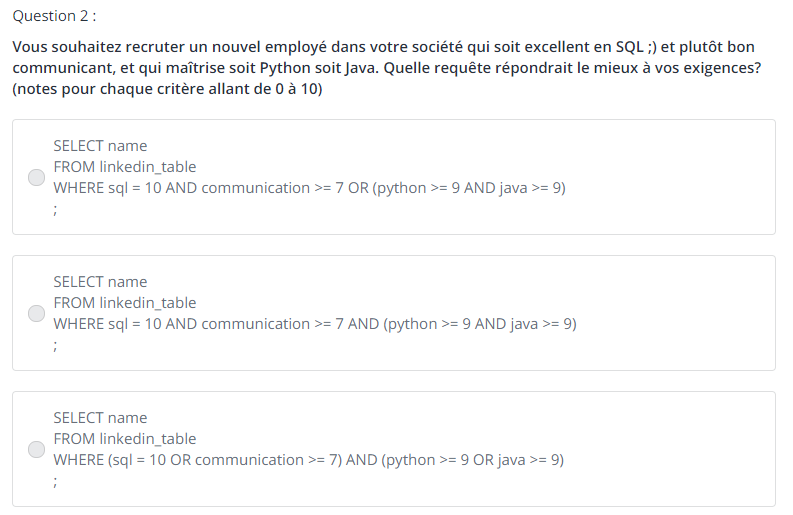 Question 2 :
Vous souhaitez recruter un nouvel employé dans votre société qui soit excellent en SQL ;) et plutôt bon
communicant, et qui maîtrise soit Python soit Java. Quelle requête répondrait le mieux à vos exigences?
(notes pour chaque critère allant de 0 à 10)
SELECT name
FROM linkedin_table
WHERE sql = 10 AND communication >= 7 OR (python >= 9 AND java >= 9)
;
SELECT name
FROM linkedin_table
WHERE sql = 10 AND communication >= 7 AND (python >= 9 AND java >= 9)
;
SELECT name
FROM linkedin_table
WHERE (sql = 10 OR communication >= 7) AND (python >= 9 OR java >= 9)
;